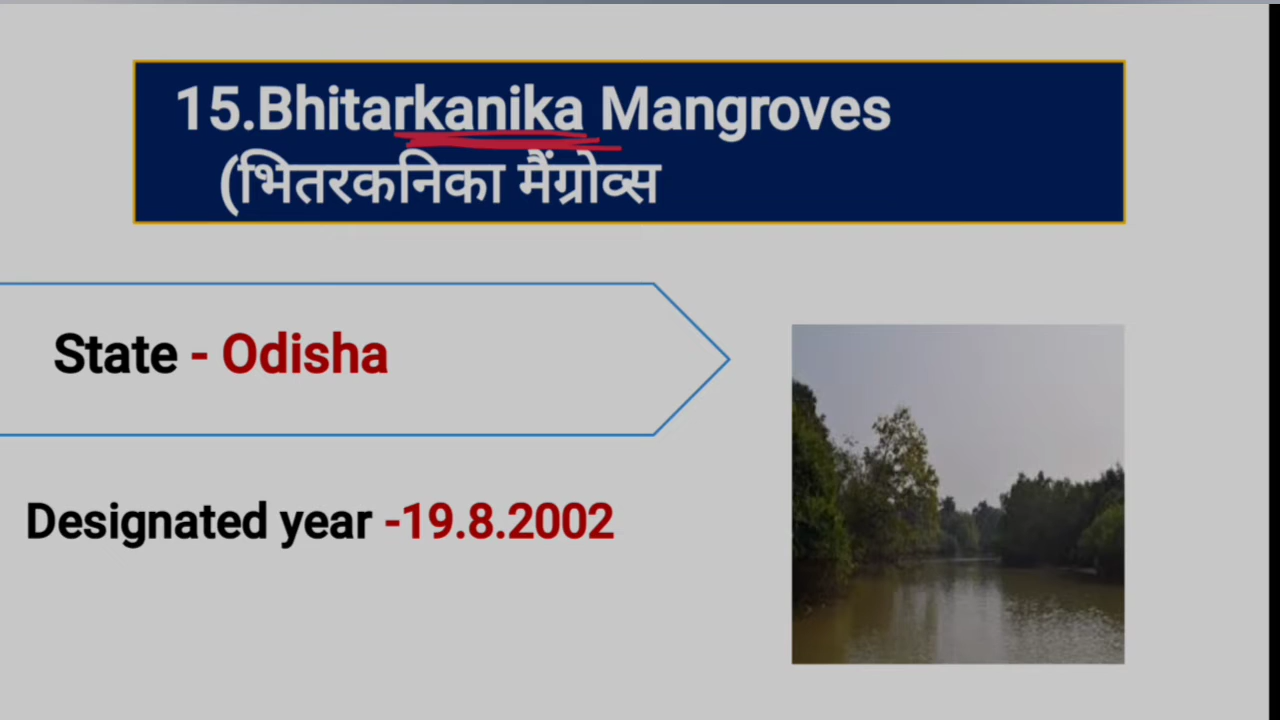 15.Bhitarkanika Mangroves
(भितरकनिका मैंग्रोव्स
State - Odisha
Designated year -19.8.2002